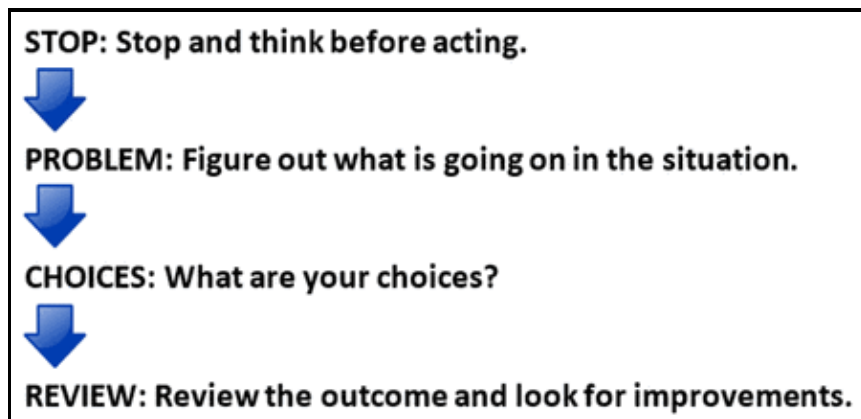 STOP: Stop and think before acting.
PROBLEM: Figure out what is going on in the situation.
CHOICES: What are your choices?
REVIEW: Review the outcome and look for improvements.